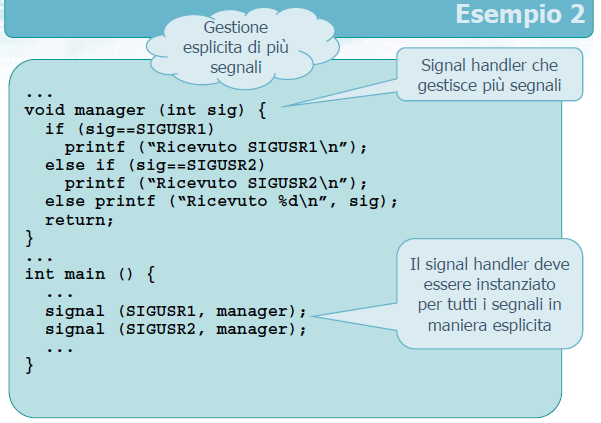 Esempio 2
Gestione
esplicita di più
segnali
Signal handler che
gestisce più segnali
...
void manager (int sig) {
if (sig==SIGUSR1)
printf (“Ricevuto SIGUSR1\n”);
else if (sig==SIGUSR2)
printf (“Ricevuto SIGUSR2\n”);
else printf (“Ricevuto %d\n”, sig);
return;
}
...
int main () {
...
signal (SIGUSR1, manager);
signal (SIGUSR2, manager);
...
}
Il signal handler deve
essere instanziato
per tutti i segnali in
maniera esplicita